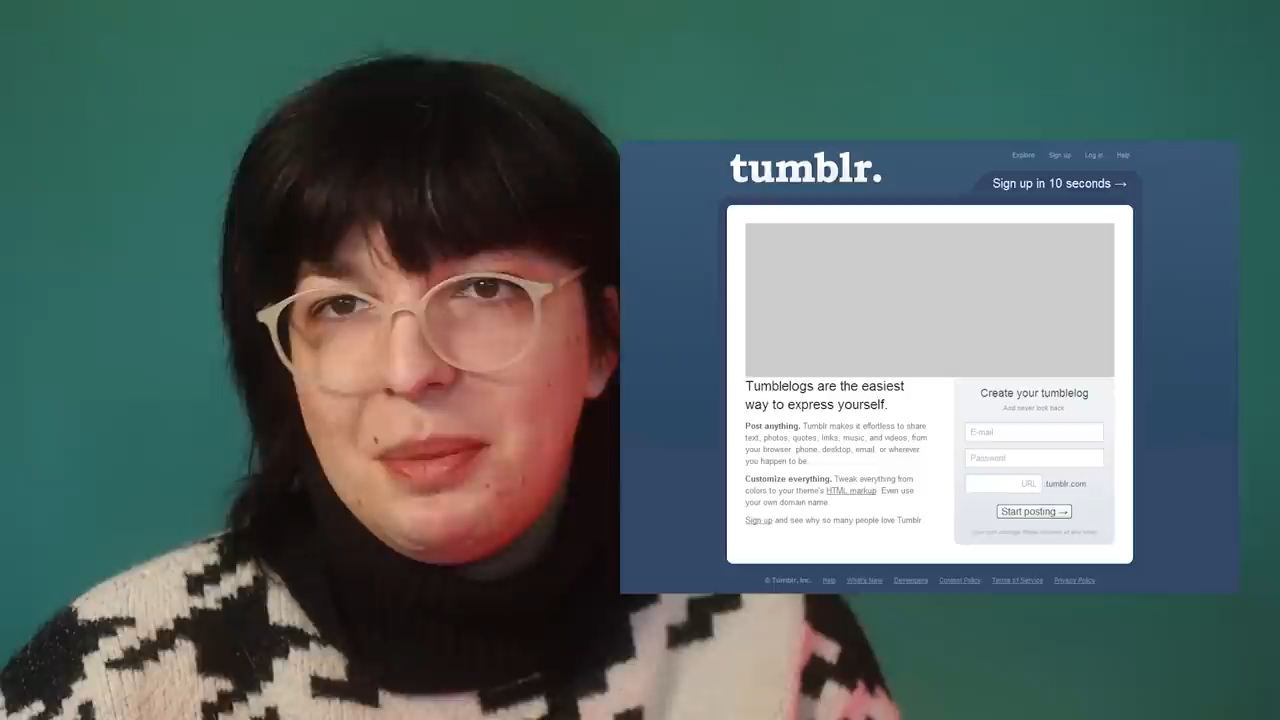 tumblr.
Explore Sign up Log in Help
Sign up in 10 seconds →
Tumblelogs are the easiest
way to express yourself.
Post anything. Tumblr makes it effortless to share
text, photos, quotes, links, music, and videos, from
your browser, phone, desktop, email, or wherever
you happen to be.
Customize everything. Tweak everything from
colors to your theme's HTML markup. Even use
your own domain name.
Sign up and see why so many people love Tumblr
Create your tumblelog
And never look back
E-mail
Password
URL .tumblr.com
Start posting →
© Tumblr, Inc. Help What's New Developers Content Policy Terms of Service Privacy Policy